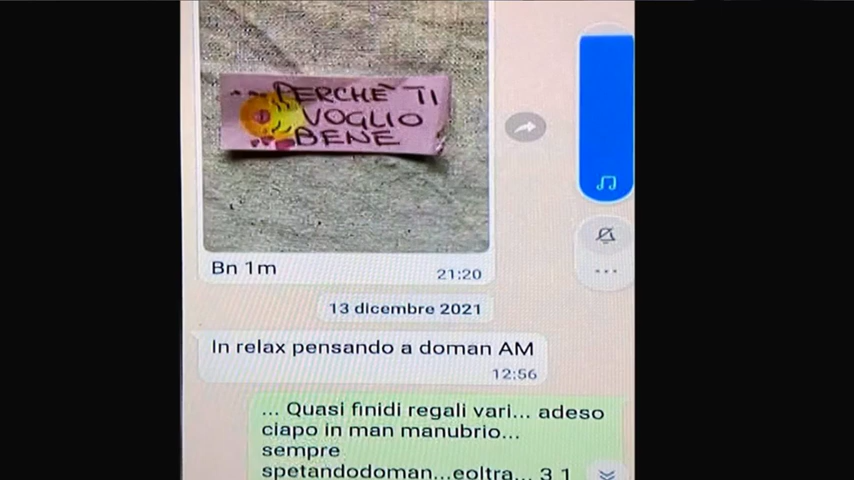 PERCHÈ TI
VOGLIO
BENE
Bn 1m
21:20
13 dicembre 2021
In relax pensando a doman AM
12:56
... Quasi finidi regali vari... adeso
ciapo in man manubrio...
sempre
spetandodoman...eoltra... 3 1